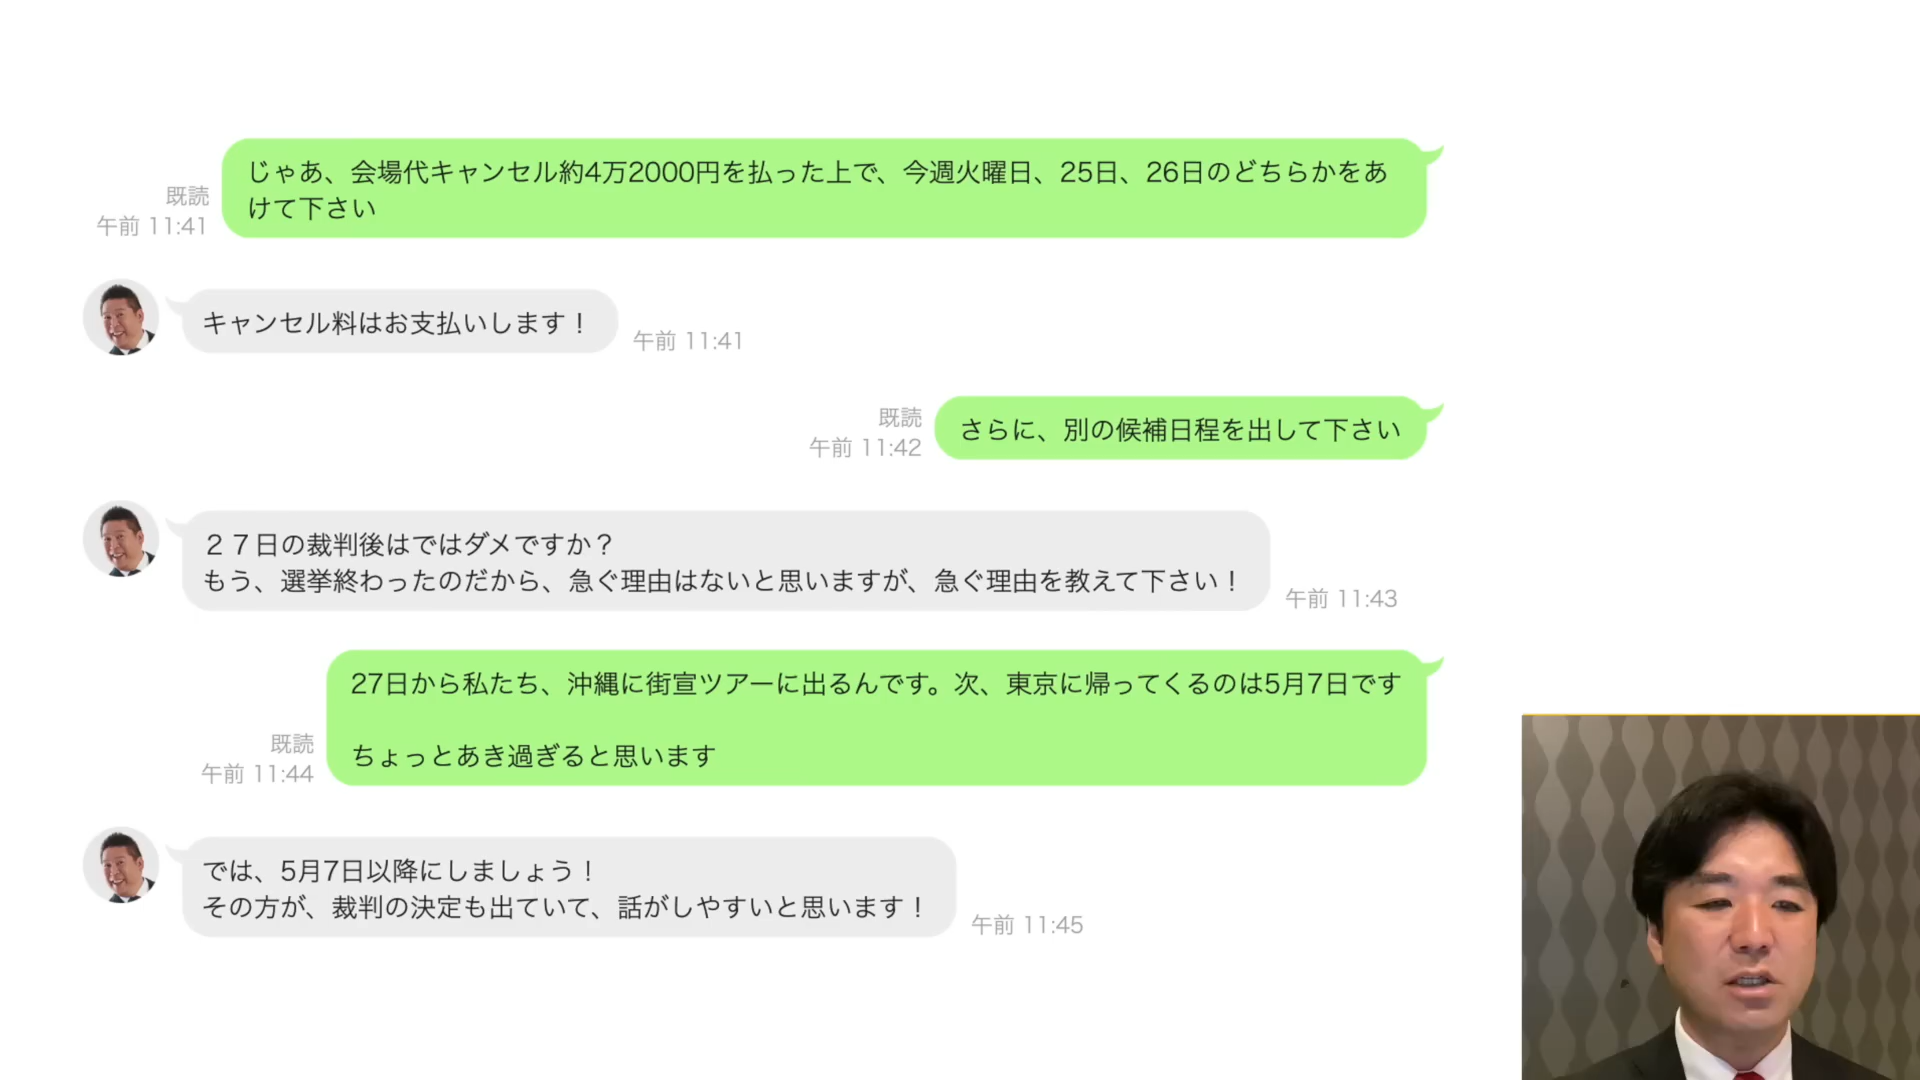 じゃあ、会場代キャンセル約4万2000円を払った上で、今週火曜日、25日、26日のどちらかをあ
けて下さい
既読
午前 11:41
キャンセル料はお支払いします！
午前 11:41
既読
午前 11:42
さらに、別の候補日程を出して下さい
２７日の裁判後はではダメですか？
もう、選挙終わったのだから、急ぐ理由はないと思いますが、急ぐ理由を教えて下さい！
午前 11:43
27日から私たち、沖縄に街宣ツアーに出るんです。次、東京に帰ってくるのは5月7日です
ちょっとあき過ぎると思います
既読
午前 11:44
では、5月7日以降にしましょう！
その方が、裁判の決定も出ていて、話がしやすいと思います！
午前 11:45